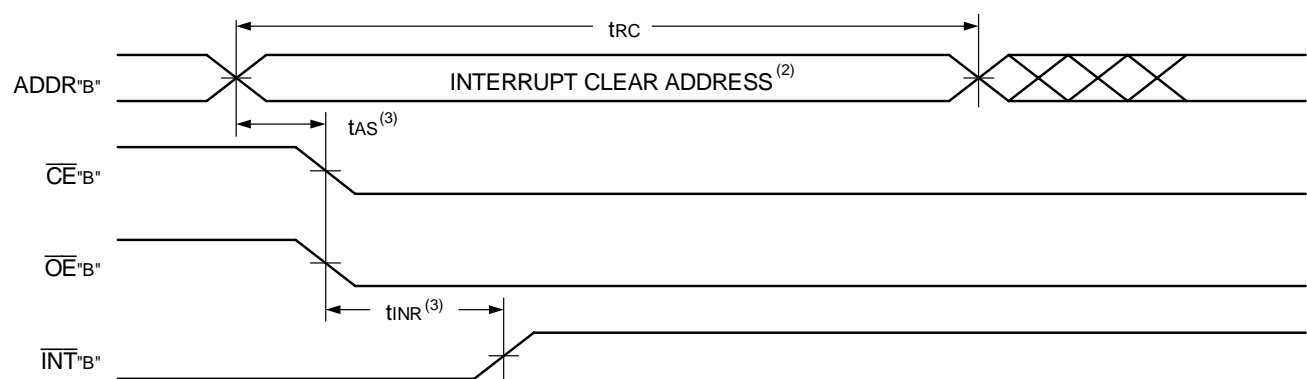 tRC
ADDR"B"
INTERRUPT CLEAR ADDRESS(2)
tAS(3)
CE"B"
OE"B"
tINR(3)
INT"B"